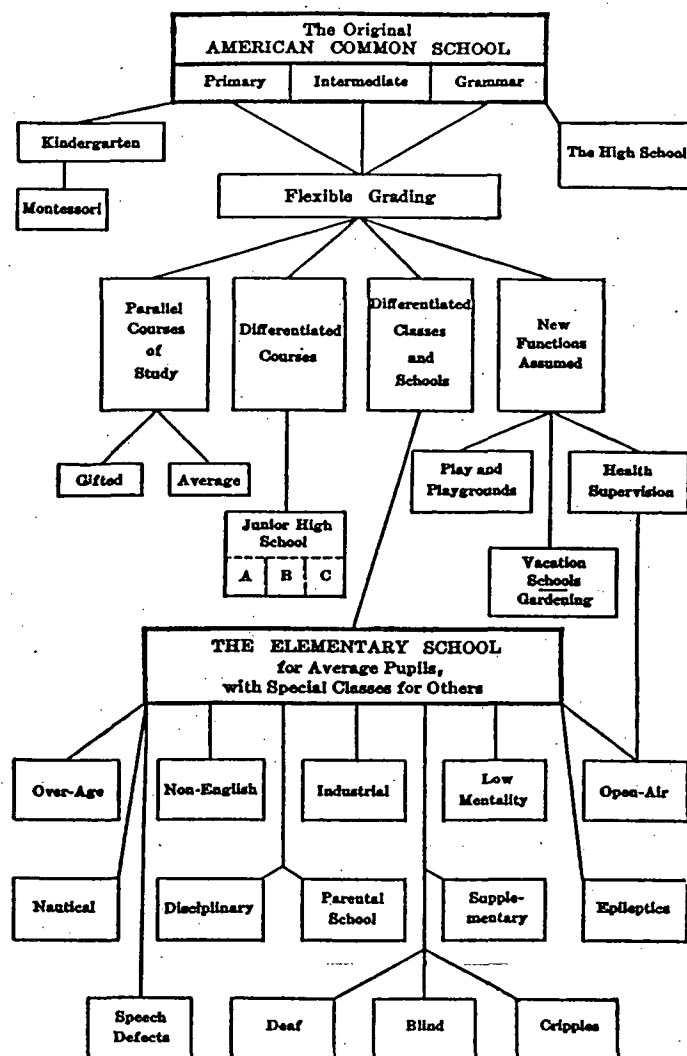 The Original
AMERICAN COMMON SCHOOL
Primary Intermediate Grammar
Kindergarten
The High School
Montessori
Flexible Grading
Parallel
Courses
of
Study
Differentiated
Courses
Differentiated
Classes
and
Schools
New
Functions
Assumed
Gifted
Average
Play and
Playgrounds
Health
Supervision
Junior High
School
A B C
Vacation
Schools
Gardening
THE ELEMENTARY SCHOOL
for Average Pupils,
with Special Classes for Others
Over-Age
Non-English
Industrial
Low
Mentality
Open-Air
Nautical
Disciplinary
Parental
School
Supple-
mentary
Epileptics
Speech
Defects
Deaf
Blind
Cripples